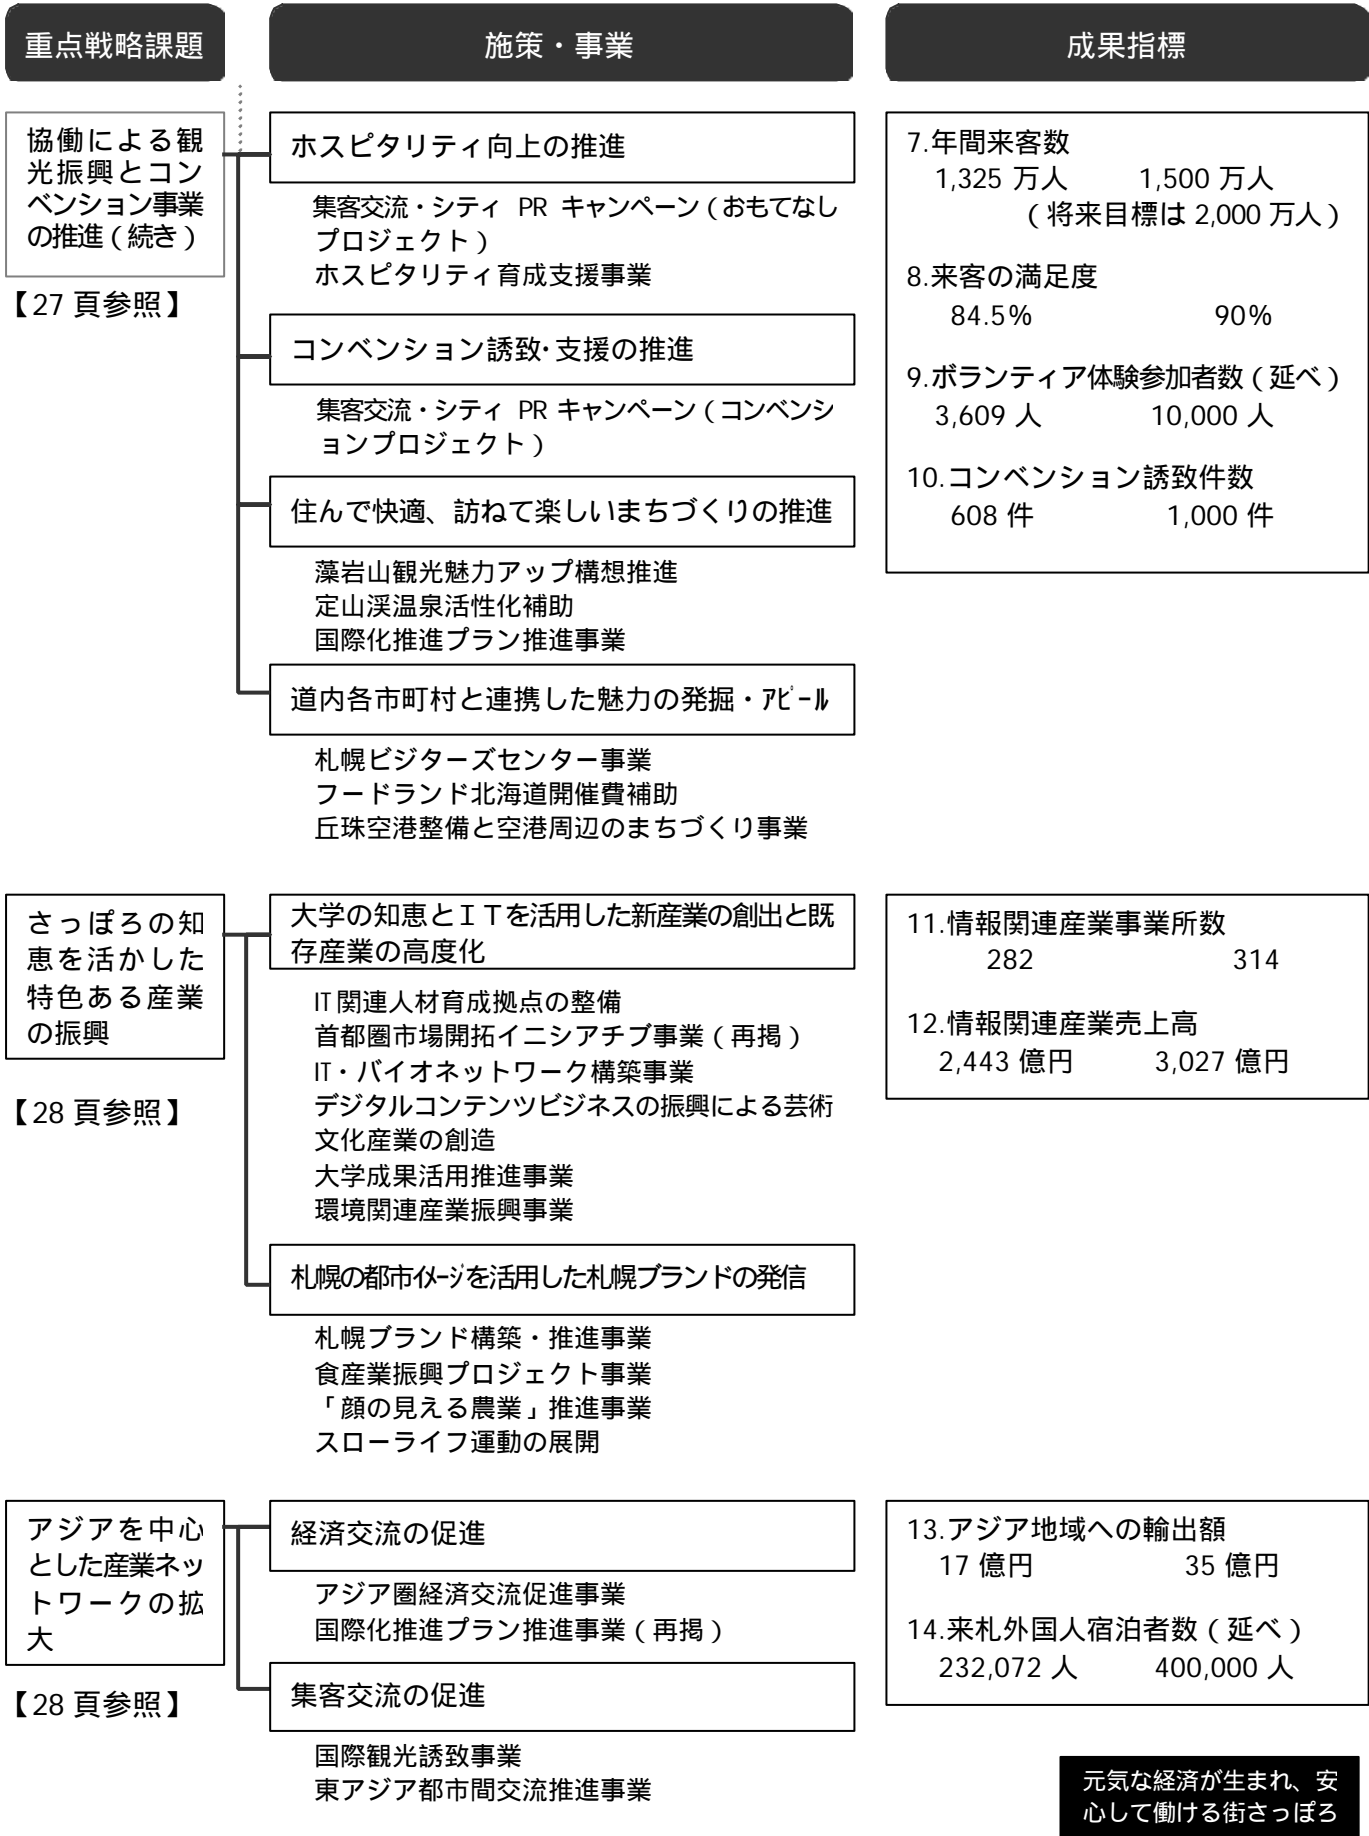 重点戦略課題
施策・事業
成果指標
協働による観
光振興とコン
ベンション事業
の推進（続き）
【27 頁参照】
ホスピタリティ向上の推進
集客交流・シティ PR キャンペーン（おもてなし
プロジェクト）
ホスピタリティ育成支援事業
コンベンション誘致･支援の推進
集客交流・シティ PR キャンペーン（コンベンシ
ョンプロジェクト）
住んで快適、訪ねて楽しいまちづくりの推進
藻岩山観光魅力アップ構想推進
定山渓温泉活性化補助
国際化推進プラン推進事業
道内各市町村と連携した魅力の発掘・ｱﾋﾟｰﾙ
札幌ビジターズセンター事業
フードランド北海道開催費補助
丘珠空港整備と空港周辺のまちづくり事業
7.年間来客数
1,325 万人 1,500 万人
（将来目標は 2,000 万人）
8.来客の満足度
84.5% 90%
9.ボランティア体験参加者数（延べ）
3,609 人 10,000 人
10.コンベンション誘致件数
608 件 1,000 件
さっぽろの知
恵を活かした
特色ある産業
の振興
【28 頁参照】
大学の知恵とＩＴを活用した新産業の創出と既
存産業の高度化
IT関連人材育成拠点の整備
首都圏市場開拓イニシアチブ事業（再掲）
IT・バイオネットワーク構築事業
デジタルコンテンツビジネスの振興による芸術
文化産業の創造
大学成果活用推進事業
環境関連産業振興事業
札幌の都市ｲﾒｰｼﾞを活用した札幌ブランドの発信
札幌ブランド構築・推進事業
食産業振興プロジェクト事業
「顔の見える農業」推進事業
スローライフ運動の展開
11.情報関連産業事業所数
282 314
12.情報関連産業売上高
2,443 億円 3,027 億円
アジアを中心
とした産業ネッ
トワークの拡
大
【28 頁参照】
経済交流の促進
アジア圏経済交流促進事業
国際化推進プラン推進事業（再掲）
集客交流の促進
国際観光誘致事業
東アジア都市間交流推進事業
13.アジア地域への輸出額
17 億円 35 億円
14.来札外国人宿泊者数（延べ）
232,072 人 400,000 人
元気な経済が生まれ、安
心して働ける街さっぽろ